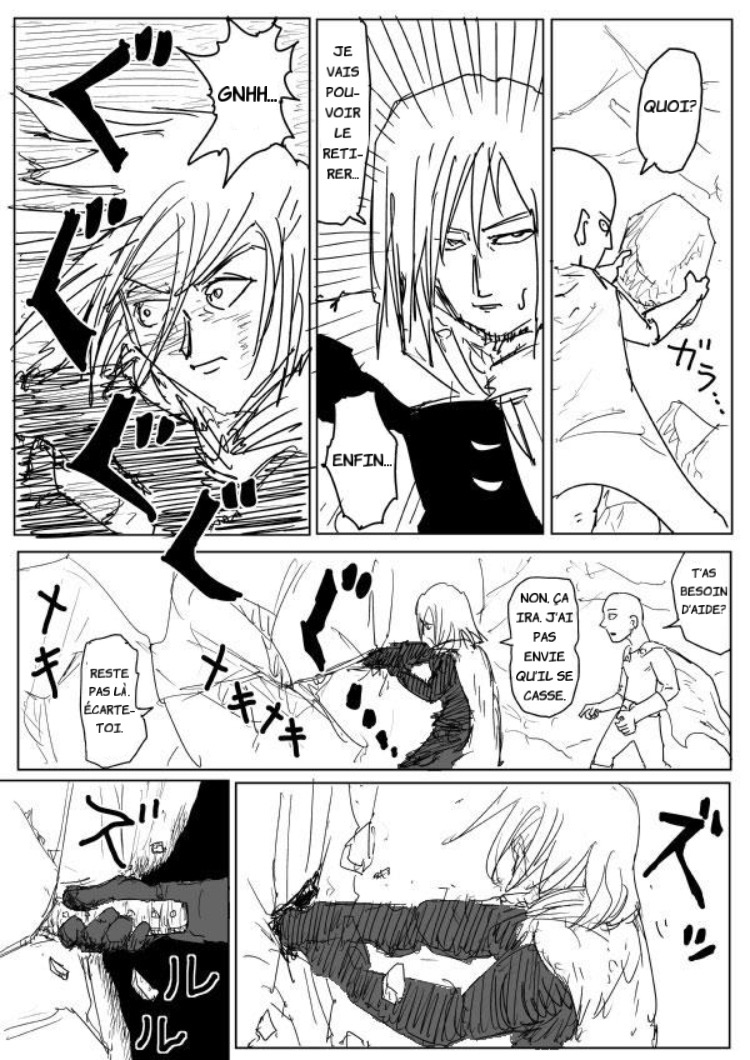 QUOI?
ガラ...
JE
VAIS
POU-
VOIR
LE
RETI-
RER...
ENFIN...
GNHH...
ぐ
ぐ
ぐ
ぐ
T'AS
BESOIN
D'AIDE?
NON. ÇA
IRA. J'AI
PAS
ENVIE
QU'IL SE
CASSE.
ぐ
メキメキ
RESTE
PAS LÀ.
ÉCARTE-
TOI.
メキ
ズズ
ズ
ルル